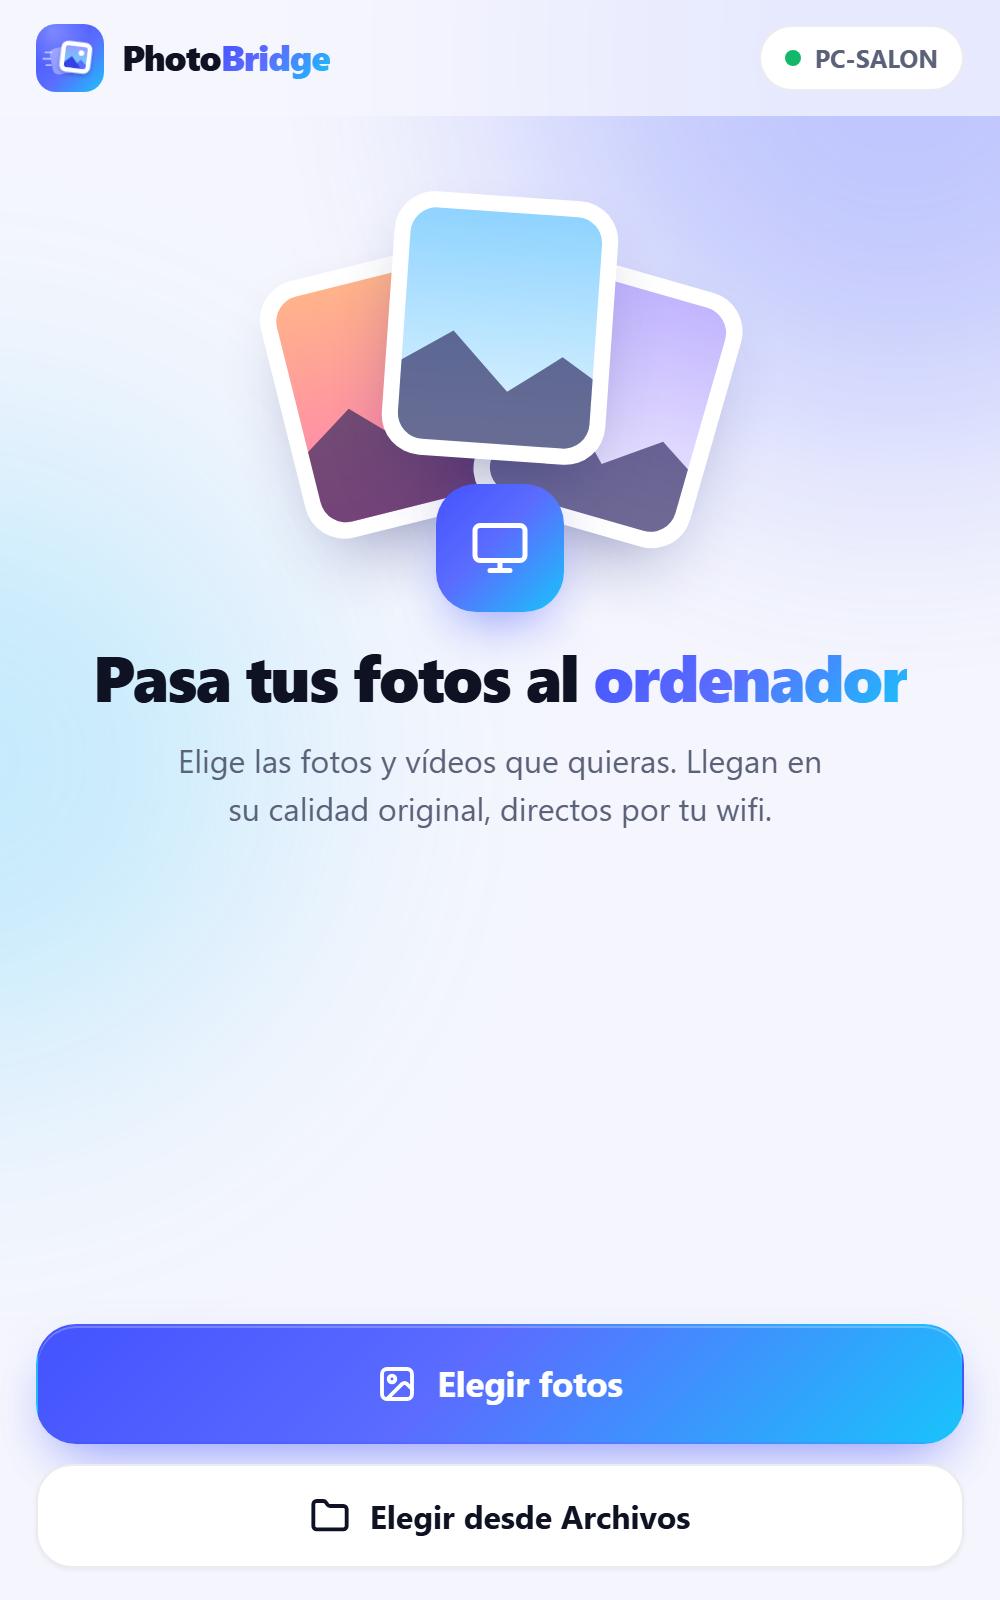 PhotoBridge
PC-SALON
Pasa tus fotos al ordenador
Elige las fotos y vídeos que quieras. Llegan en
su calidad original, directos por tu wifi.
Elegir fotos
Elegir desde Archivos